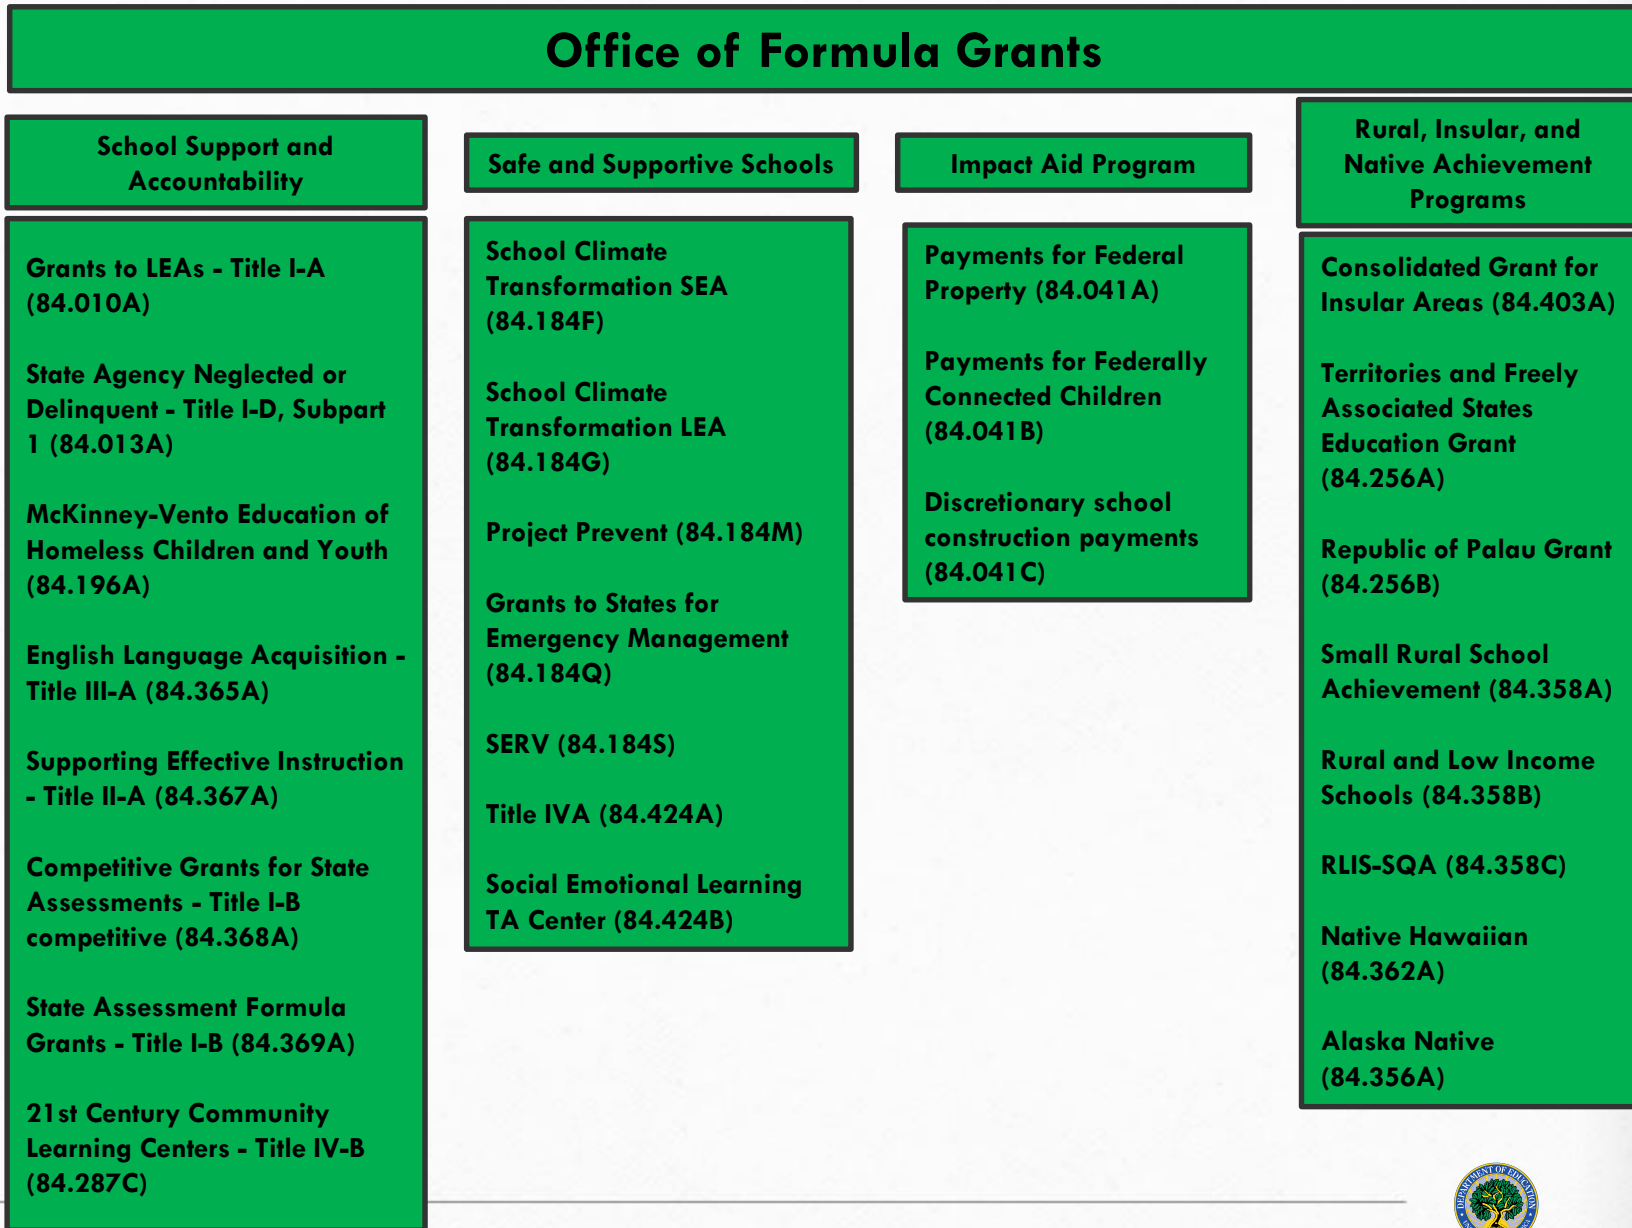 Office of Formula Grants
School Support and
Accountability
Grants to LEAs - Title I-A
(84.010A)
State Agency Neglected or
Delinquent - Title I-D, Subpart
1 (84.013A)
McKinney-Vento Education of
Homeless Children and Youth
(84.196A)
English Language Acquisition -
Title III-A (84.365A)
Supporting Effective Instruction
- Title II-A (84.367A)
Competitive Grants for State
Assessments - Title I-B
competitive (84.368A)
State Assessment Formula
Grants - Title I-B (84.369A)
21st Century Community
Learning Centers - Title IV-B
(84.287C)
Safe and Supportive Schools
School Climate
Transformation SEA
(84.184F)
School Climate
Transformation LEA
(84.184G)
Project Prevent (84.184M)
Grants to States for
Emergency Management
(84.184Q)
SERV (84.184S)
Title IVA (84.424A)
Social Emotional Learning
TA Center (84.424B)
Impact Aid Program
Payments for Federal
Property (84.041A)
Payments for Federally
Connected Children
(84.041B)
Discretionary school
construction payments
(84.041C)
Rural, Insular, and
Native Achievement
Programs
Consolidated Grant for
Insular Areas (84.403A)
Territories and Freely
Associated States
Education Grant
(84.256A)
Republic of Palau Grant
(84.256B)
Small Rural School
Achievement (84.358A)
Rural and Low Income
Schools (84.358B)
RLIS-SQA (84.358C)
Native Hawaiian
(84.362A)
Alaska Native
(84.356A)
DEPARTMENT OF EDUCATION